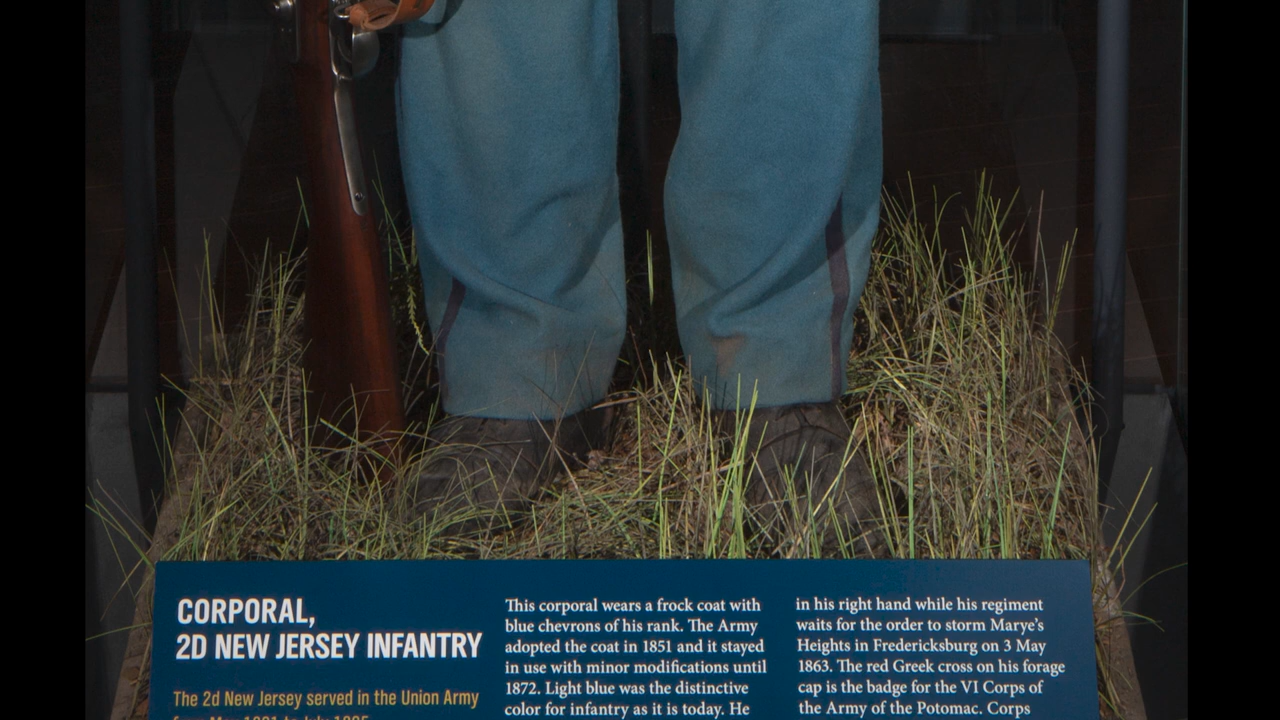 CORPORAL,
2D NEW JERSEY INFANTRY
The 2d New Jersey served in the Union Army
This corporal wears a frock coat with
blue chevrons of his rank. The Army
adopted the coat in 1851 and it stayed
in use with minor modifications until
1872. Light blue was the distinctive
color for infantry as it is today. He
in his right hand while his regiment
waits for the order to storm Marye's
Heights in Fredericksburg on 3 May
1863. The red Greek cross on his forage
cap is the badge for the VI Corps of
the Army of the Potomac. Corps